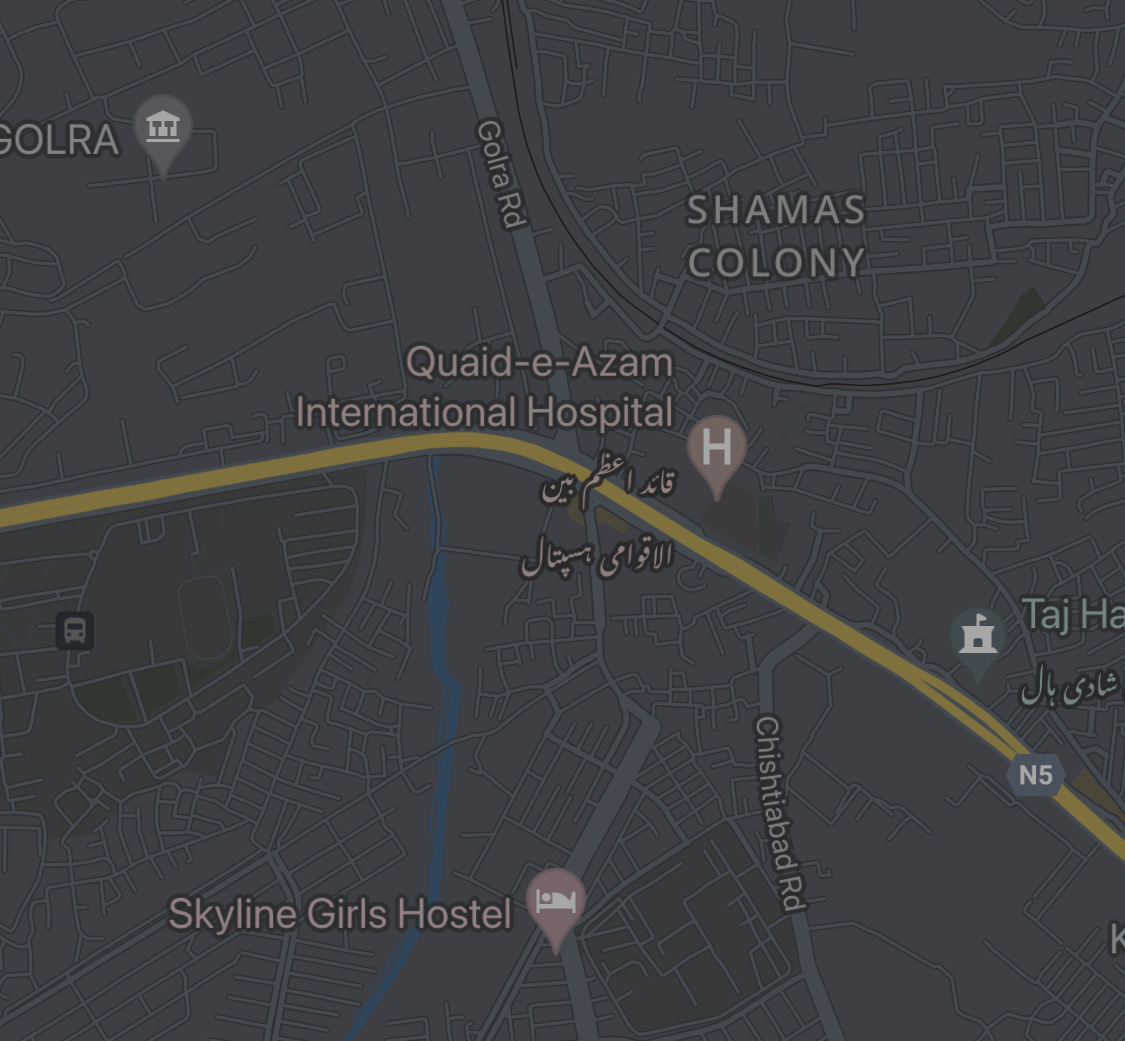 GOLRA
Golra Rd
SHAMAS
COLONY
Quaid-e-Azam
International Hospital
H
قائد اعظم بین
الاقوامی ہسپتال
Taj
شادی ہال
Chishtiabad Rd
N5
Skyline Girls Hostel